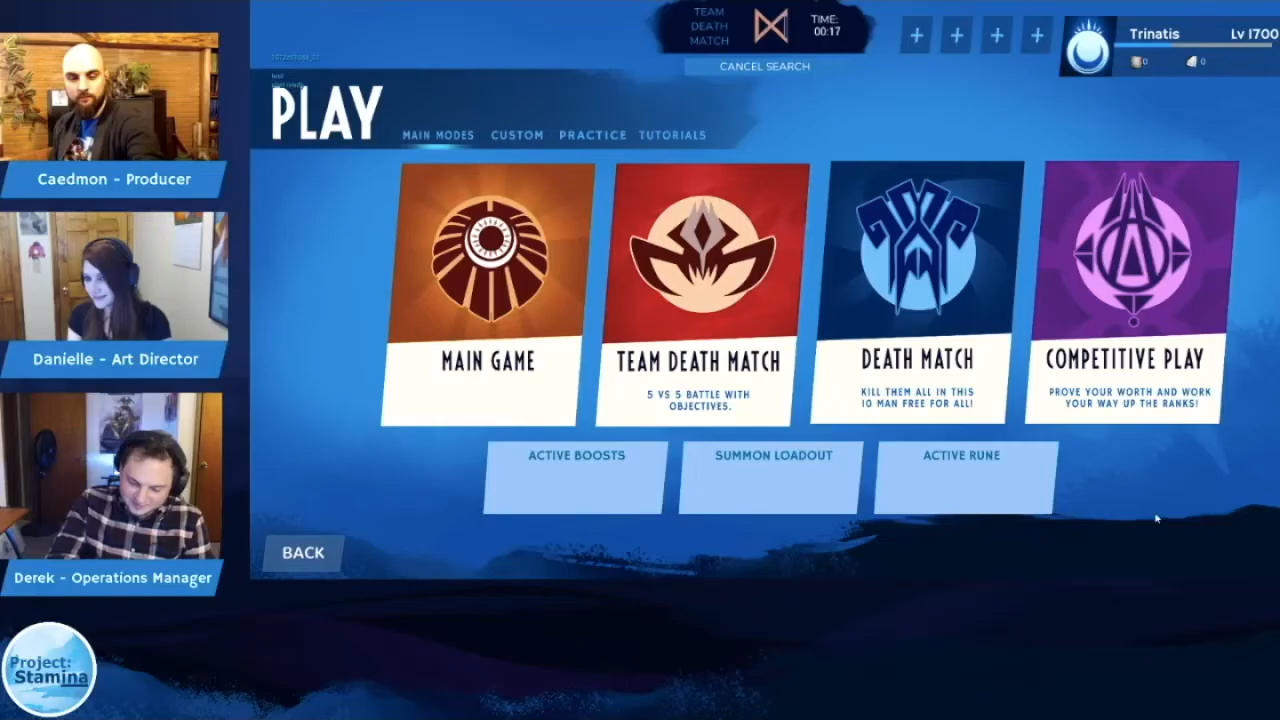 TEAM
DEATH
MATCH
TIME:
00:17
CANCEL SEARCH
+ + + +
Trinatis
Lv 1700
0
0
PLAY
MAIN MODES
CUSTOM
PRACTICE
TUTORIALS
Caedmon - Producer
Danielle - Art Director
Derek - Operations Manager
MAIN GAME
TEAM DEATH MATCH
5 VS 5 BATTLE WITH
OBJECTIVES.
DEATH MATCH
KILL THEM ALL IN THIS
10 MAN FREE FOR ALL!
COMPETITIVE PLAY
PROVE YOUR WORTH AND WORK
YOUR WAY UP THE RANKS!
ACTIVE BOOSTS
SUMMON LOADOUT
ACTIVE RUNE
BACK
Project:
Stamina